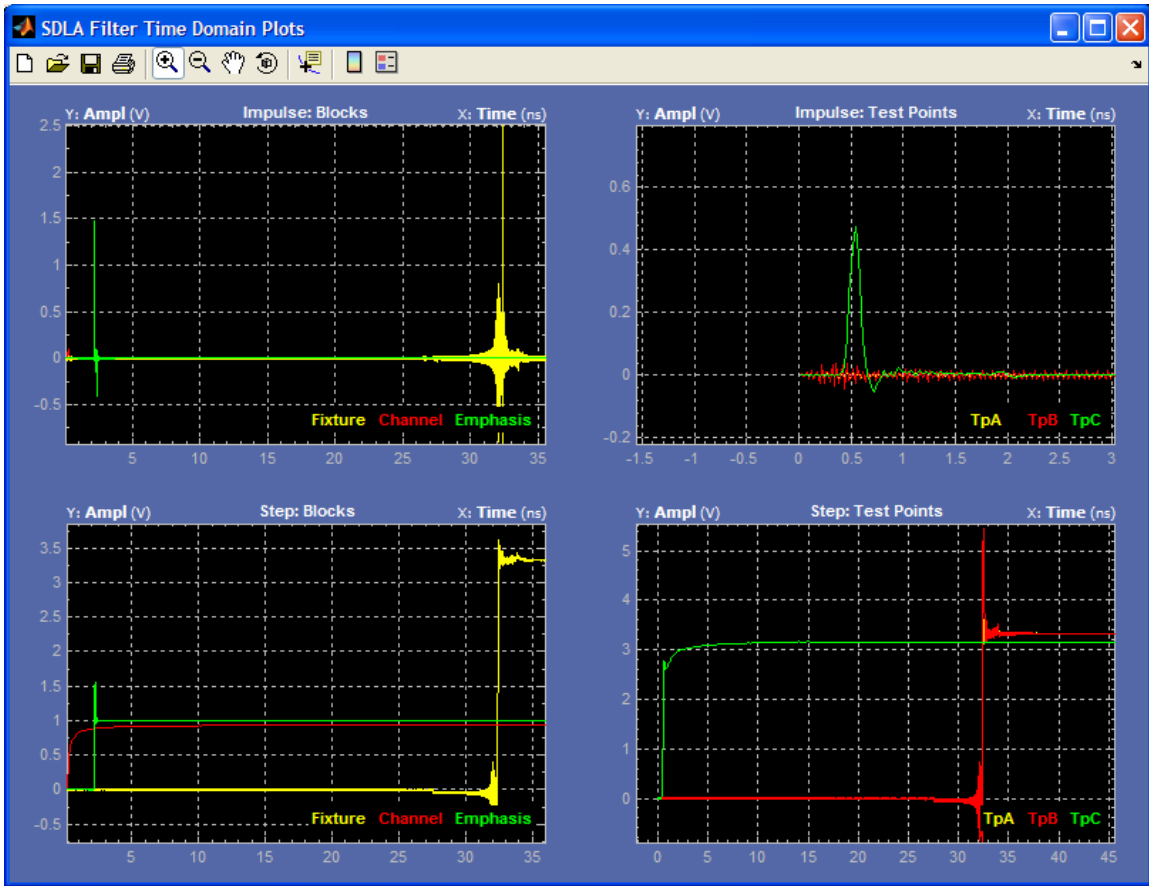 SDLA Filter Time Domain Plots
Y: Ampl (V) Impulse: Blocks X: Time (ns)
2.5
2
1.5
1
0.5
0
-0.5
Fixture Channel Emphasis
5 10 15 20 25 30 35
Y: Ampl (V) Impulse: Test Points X: Time (ns)
0.6
0.4
0.2
0
-0.2
TpA TpB TpC
-1.5 -1 -0.5 0 0.5 1 1.5 2 2.5 3
Y: Ampl (V) Step: Blocks X: Time (ns)
3.5
3
2.5
2
1.5
1
0.5
0
-0.5
Fixture Channel Emphasis
5 10 15 20 25 30 35
Y: Ampl (V) Step: Test Points X: Time (ns)
5
4
3
2
1
0
TpA TpB TpC
0 5 10 15 20 25 30 35 40 45